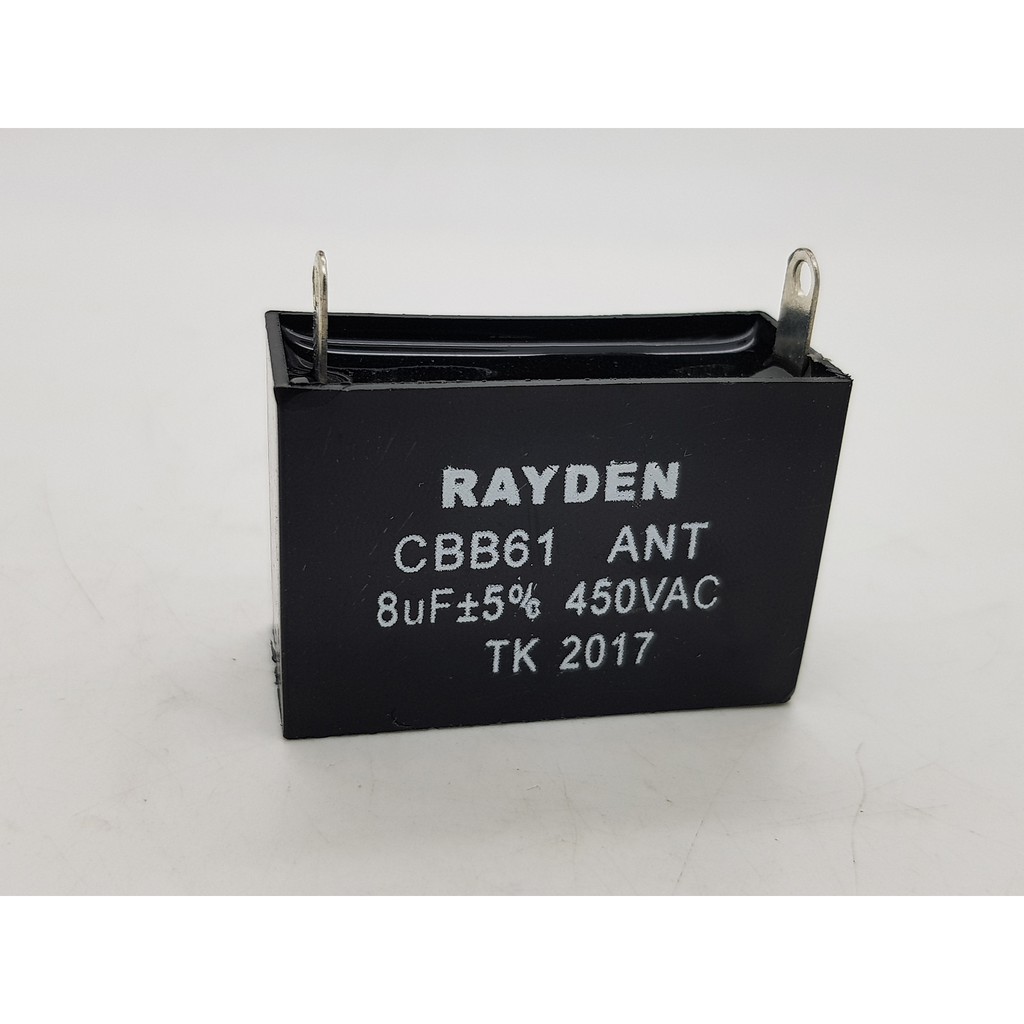 RAYDEN
CBB61 ANT
8uF±5% 450VAC
TK 2017